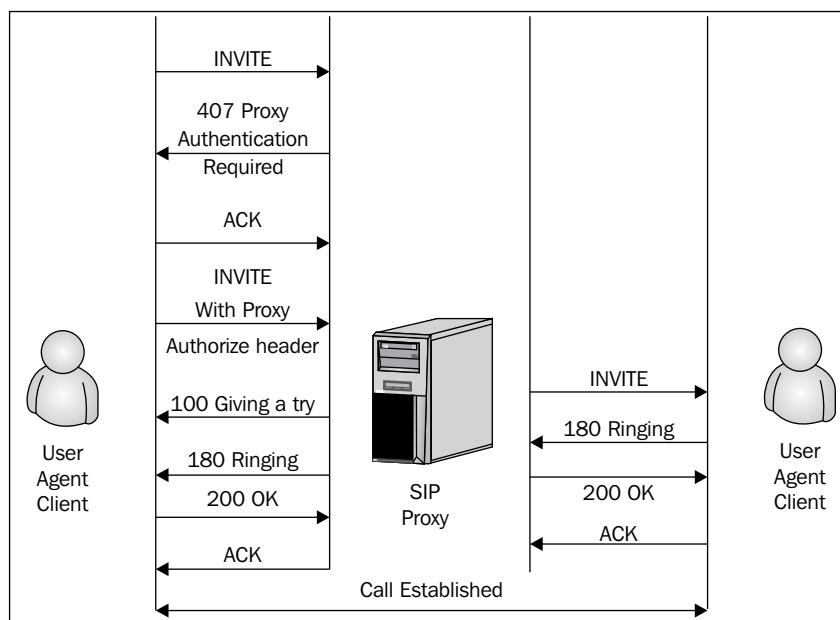 INVITE
407 Proxy
Authentication
Required
ACK
INVITE
With Proxy
Authorize header
100 Giving a try
180 Ringing
200 OK
ACK
User
Agent
Client
SIP
Proxy
INVITE
180 Ringing
200 OK
ACK
User
Agent
Client
Call Established